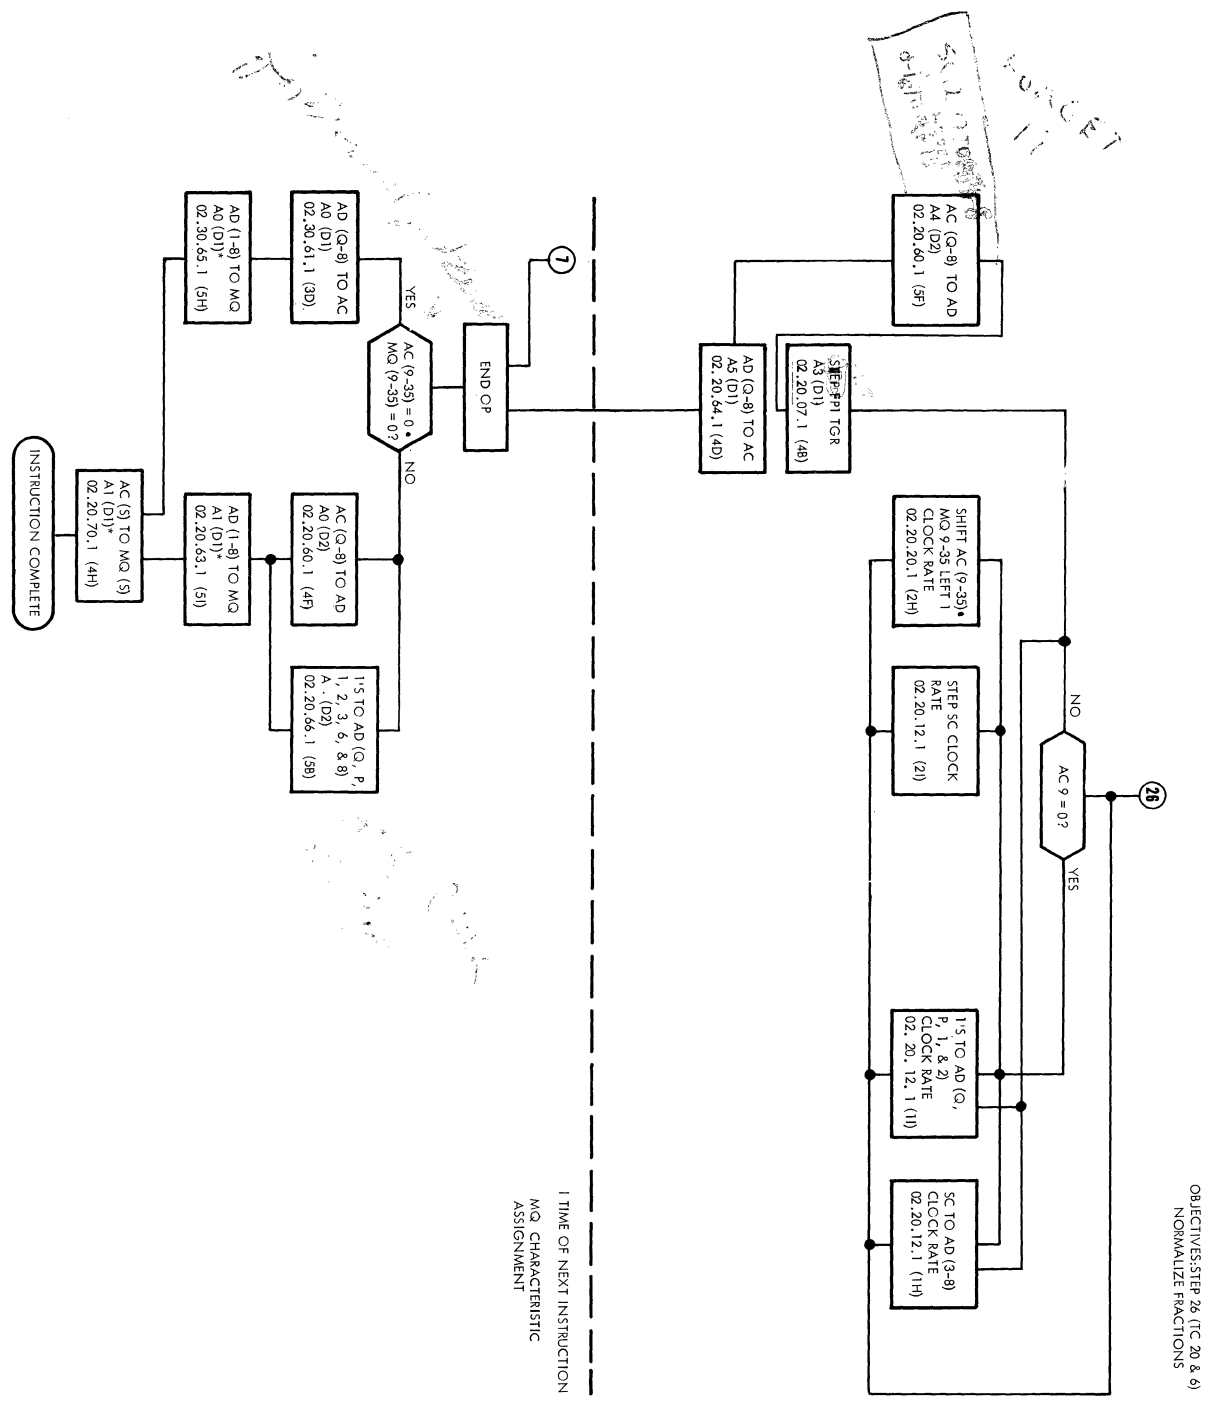 OBJECTIVES:STEP 26 (TC 20 & 6)
NORMALIZE FRACTIONS
26
AC 9 = 0?
NO
YES
SHIFT AC (9-35)•
MQ 9-35 LEFT 1
CLOCK RATE
02.20.20.1 (2H)
STEP SC CLOCK
RATE
02.20.12.1 (2I)
1'S TO AD (Q,
P, 1, & 2)
CLOCK RATE
02. 20. 12. 1 (1I)
SC TO AD (3-8)
CLOCK RATE
02.20.12.1 (1H)
AC (Q-8) TO AD
A4 (D2)
02.20.60.1 (5F)
STEP FP1 TGR
A3 (D1)
02.20.07.1 (4B)
AD (Q-8) TO AC
A5 (D1)
02.20.64.1 (4D)
FORGET
I TIME OF NEXT INSTRUCTION
MQ CHARACTERISTIC
ASSIGNMENT
7
END OP
AC (9-35) = 0 •
MQ (9-35) = 0?
YES
NO
AD (Q-8) TO AC
A0 (D1)
02.30.61.1 (3D)
AC (Q-8) TO AD
A0 (D2)
02.20.60.1 (4F)
1'S TO AD (Q, P,
1, 2, 3, 6, & 8)
A . (D2)
02.20.66.1 (5B)
AD (1-8) TO MQ
A0 (D1)*
02.30.65.1 (5H)
AD (1-8) TO MQ
A1 (D1)*
02.20.63.1 (5I)
AC (S) TO MQ (S)
A1 (D1)*
02.20.70.1 (4H)
INSTRUCTION COMPLETE